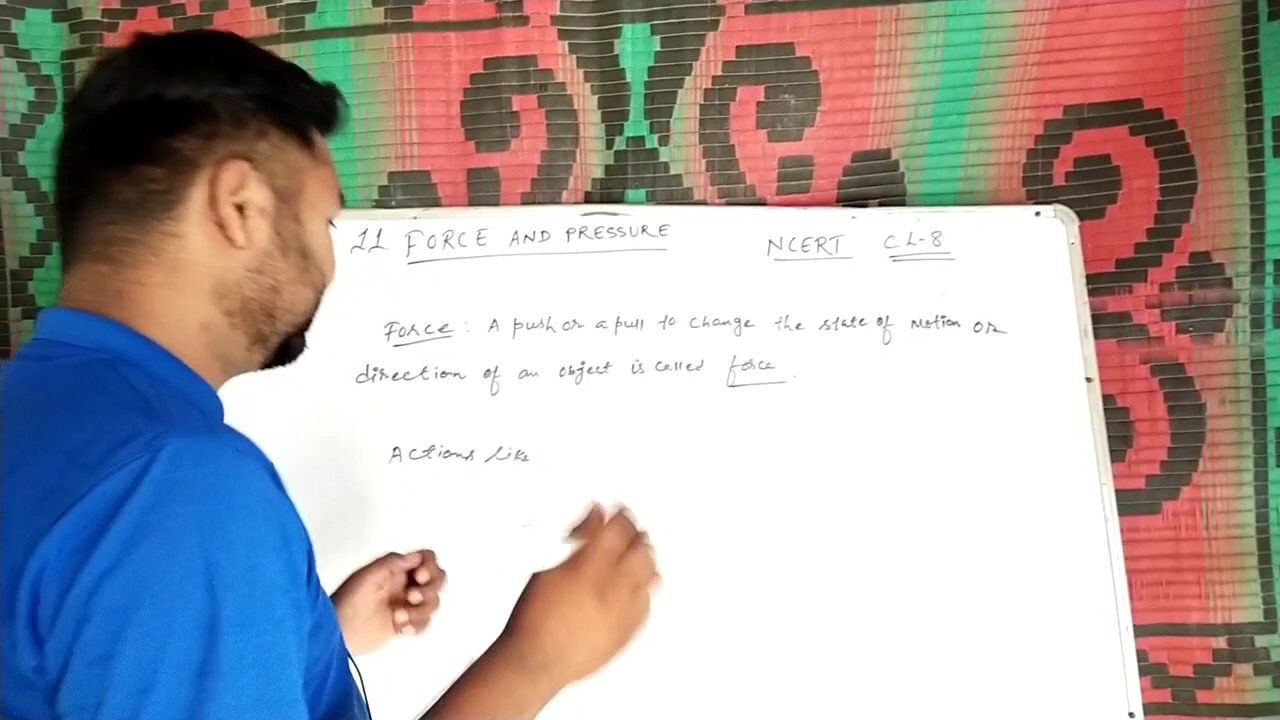 11. FORCE AND PRESSURE NCERT CL-8
Force : A push or a pull to change the state of Motion or
direction of an object is called force.
Actions like